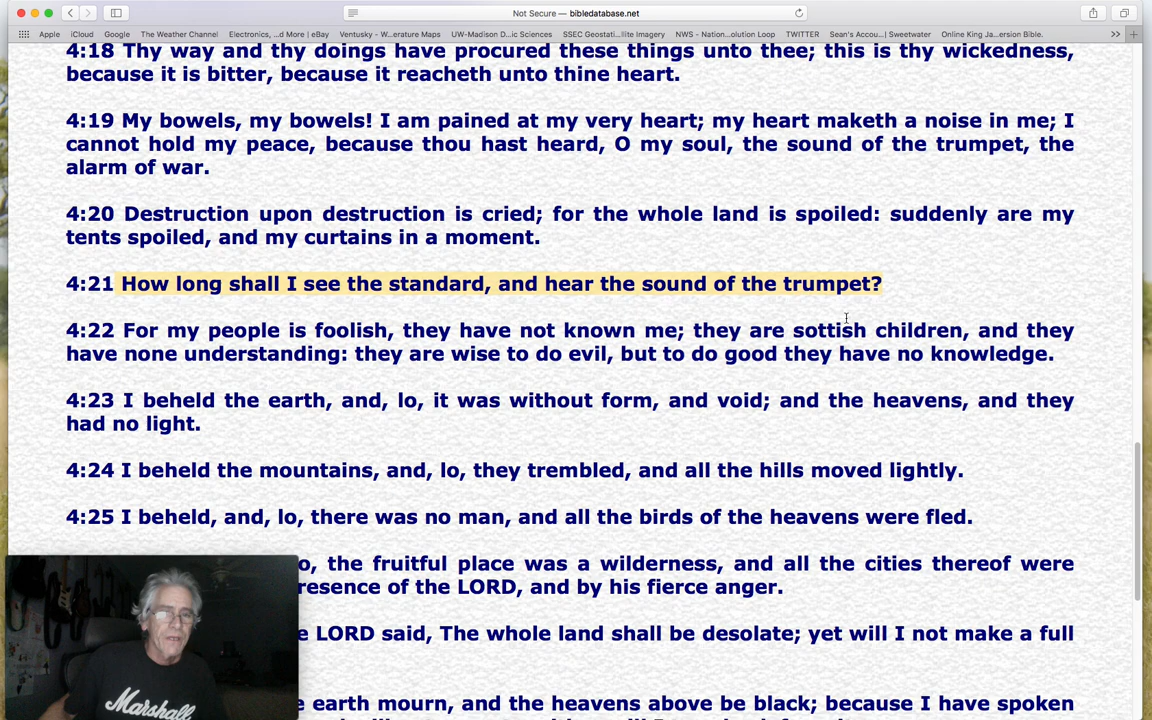 Not Secure — bibledatabase.net
Apple iCloud Google The Weather Channel Electronics, ...d More | eBay Ventusky - W...erature Maps UW-Madison D...ic Sciences SSEC Geostati...llite Imagery NWS - Nation...olution Loop TWITTER Sean's Accou...| Sweetwater Online King Ja...ersion Bible.
4:18 Thy way and thy doings have procured these things unto thee; this is thy wickedness,
because it is bitter, because it reacheth unto thine heart.
4:19 My bowels, my bowels! I am pained at my very heart; my heart maketh a noise in me; I
cannot hold my peace, because thou hast heard, O my soul, the sound of the trumpet, the
alarm of war.
4:20 Destruction upon destruction is cried; for the whole land is spoiled: suddenly are my
tents spoiled, and my curtains in a moment.
4:21 How long shall I see the standard, and hear the sound of the trumpet?
4:22 For my people is foolish, they have not known me; they are sottish children, and they
have none understanding: they are wise to do evil, but to do good they have no knowledge.
4:23 I beheld the earth, and, lo, it was without form, and void; and the heavens, and they
had no light.
4:24 I beheld the mountains, and, lo, they trembled, and all the hills moved lightly.
4:25 I beheld, and, lo, there was no man, and all the birds of the heavens were fled.
o, the fruitful place was a wilderness, and all the cities thereof were
resence of the LORD, and by his fierce anger.
e LORD said, The whole land shall be desolate; yet will I not make a full
e earth mourn, and the heavens above be black; because I have spoken
Marshall